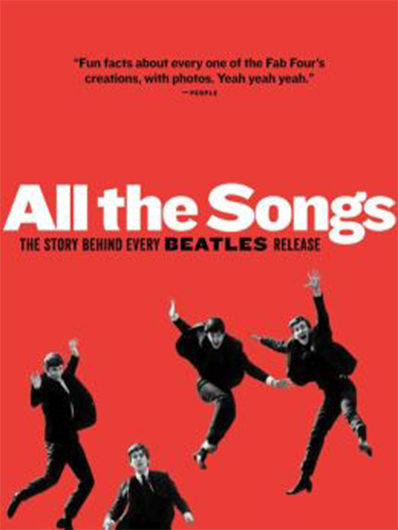 “Fun facts about every one of the Fab Four’s
creations, with photos. Yeah yeah yeah.”
—PEOPLE
All the Songs
THE STORY BEHIND EVERY BEATLES RELEASE